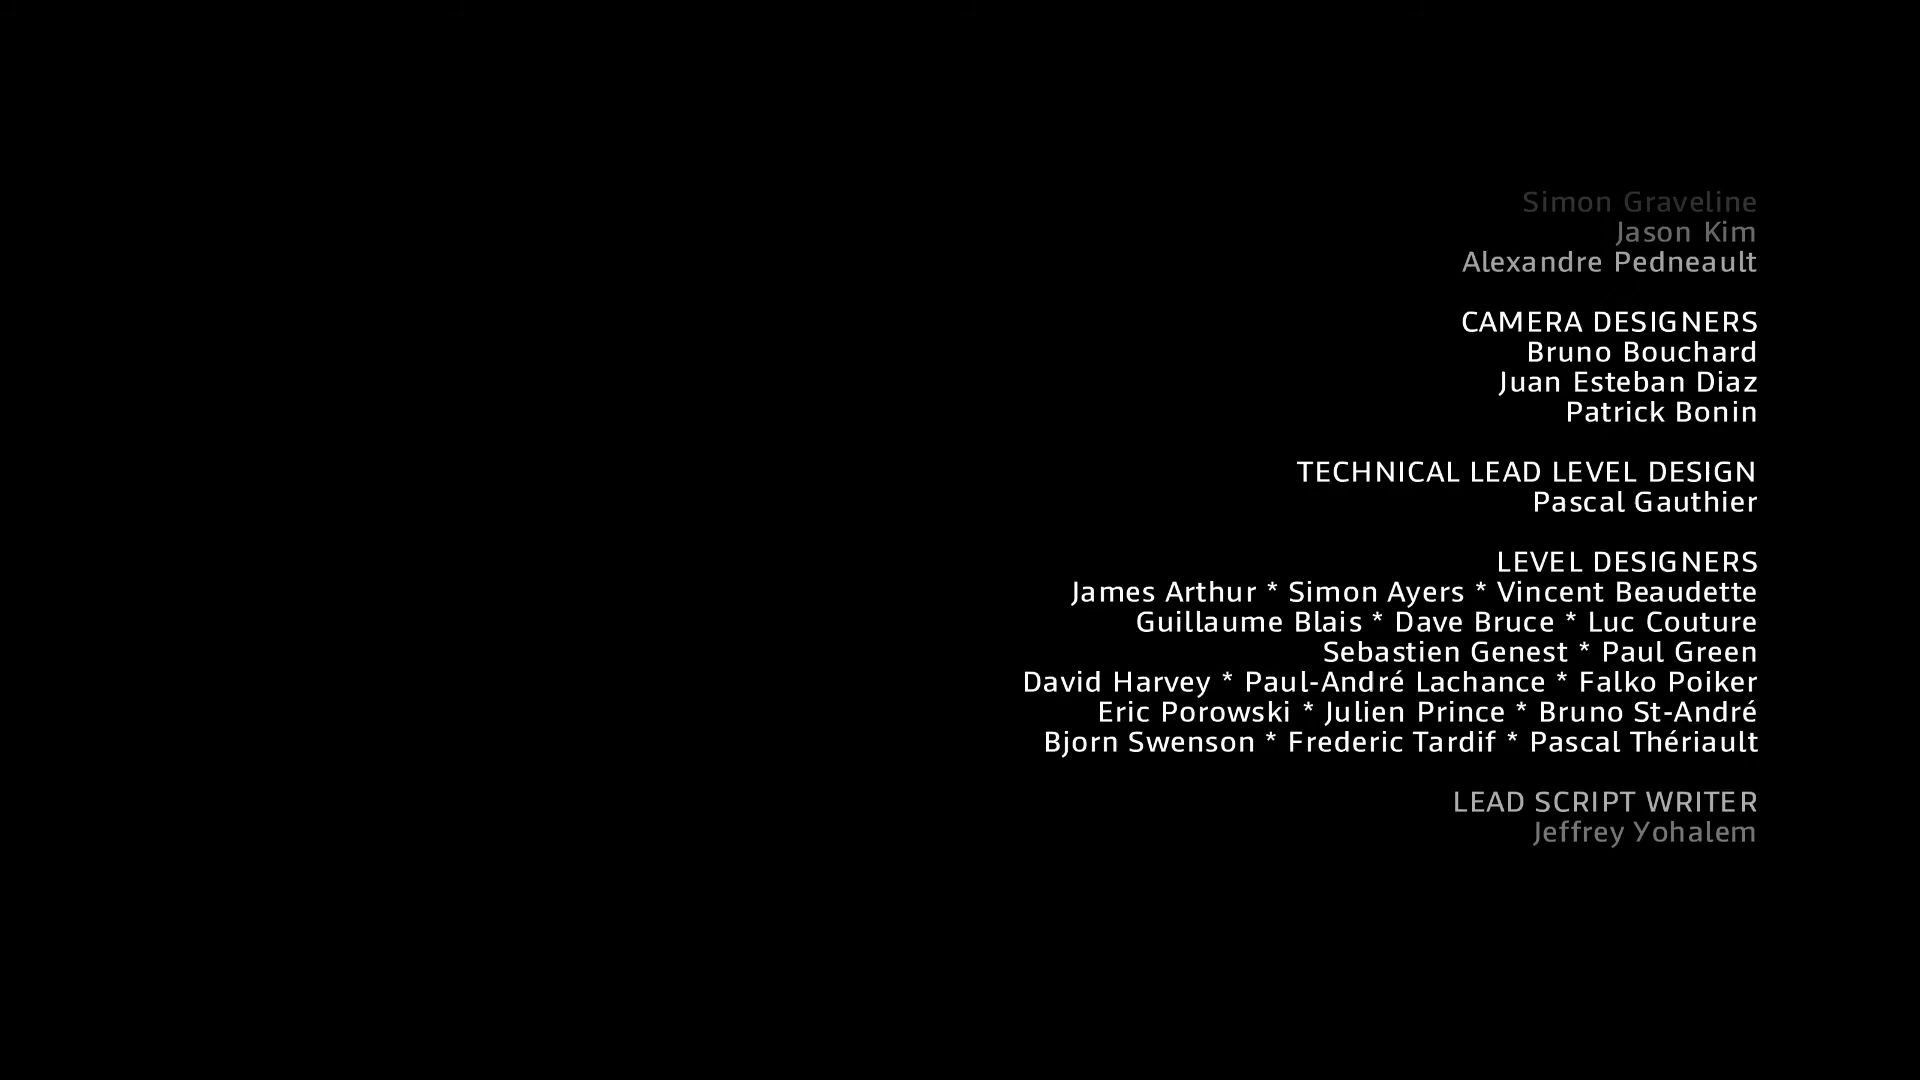 Simon Graveline
Jason Kim
Alexandre Pedneault
CAMERA DESIGNERS
Bruno Bouchard
Juan Esteban Diaz
Patrick Bonin
TECHNICAL LEAD LEVEL DESIGN
Pascal Gauthier
LEVEL DESIGNERS
James Arthur * Simon Ayers * Vincent Beaudette
Guillaume Blais * Dave Bruce * Luc Couture
Sebastien Genest * Paul Green
David Harvey * Paul-André Lachance * Falko Poiker
Eric Porowski * Julien Prince * Bruno St-André
Bjorn Swenson * Frederic Tardif * Pascal Thériault
LEAD SCRIPT WRITER
Jeffrey Yohalem